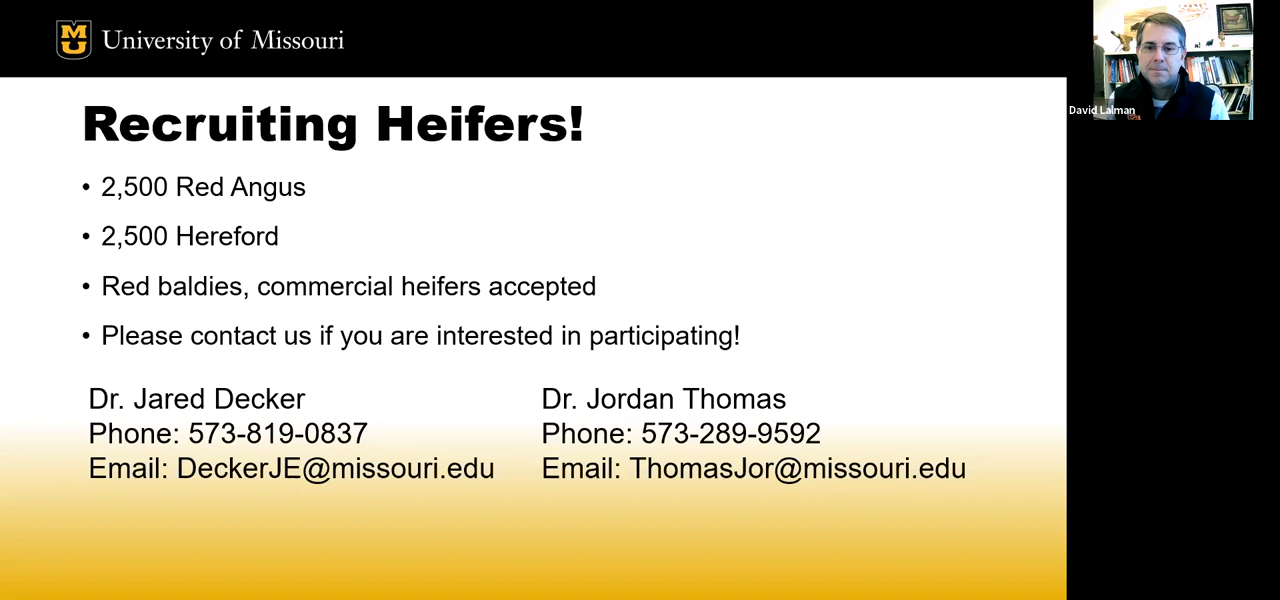 MU
University of Missouri
David Lalman
Recruiting Heifers!
• 2,500 Red Angus
• 2,500 Hereford
• Red baldies, commercial heifers accepted
• Please contact us if you are interested in participating!
Dr. Jared Decker
Phone: 573-819-0837
Email: DeckerJE@missouri.edu
Dr. Jordan Thomas
Phone: 573-289-9592
Email: ThomasJor@missouri.edu